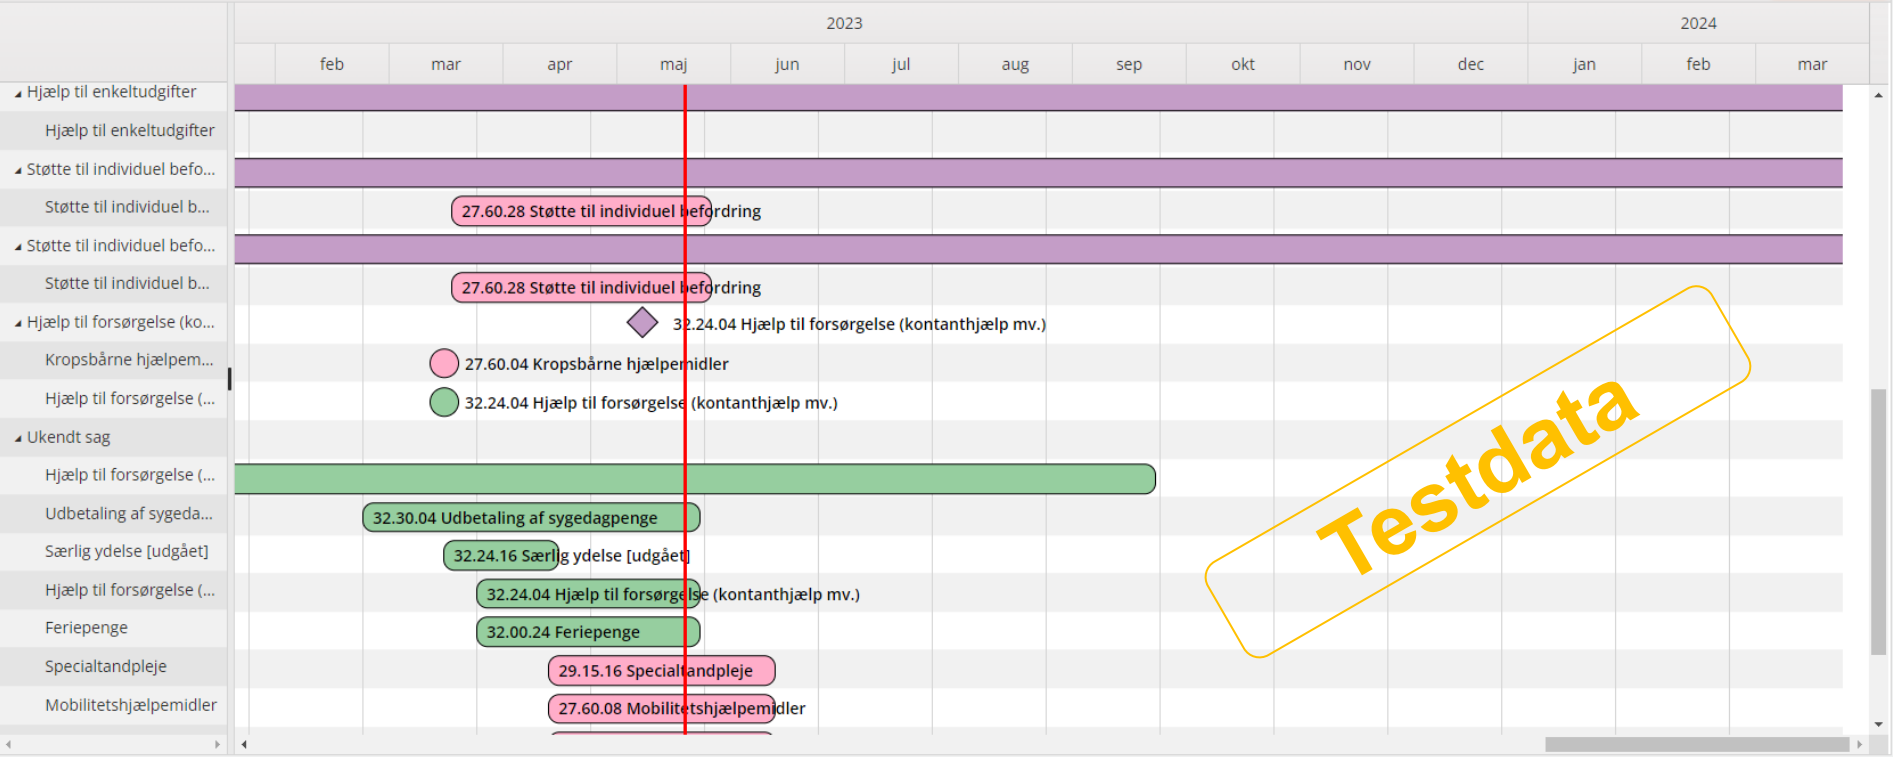 2023
2024
feb
mar
apr
maj
jun
jul
aug
sep
okt
nov
dec
jan
feb
mar
Hjælp til enkeltudgifter
Hjælp til enkeltudgifter
Støtte til individuel befo...
Støtte til individuel b...
27.60.28 Støtte til individuel befordring
Støtte til individuel befo...
Støtte til individuel b...
27.60.28 Støtte til individuel befordring
Hjælp til forsørgelse (ko...
32.24.04 Hjælp til forsørgelse (kontanthjælp mv.)
Kropsbårne hjælpem...
27.60.04 Kropsbårne hjælpemidler
Hjælp til forsørgelse (...
32.24.04 Hjælp til forsørgelse (kontanthjælp mv.)
Ukendt sag
Hjælp til forsørgelse (...
Udbetaling af sygeda...
32.30.04 Udbetaling af sygedagpenge
Særlig ydelse [udgået]
32.24.16 Særlig ydelse [udgået]
Hjælp til forsørgelse (...
32.24.04 Hjælp til forsørgelse (kontanthjælp mv.)
Feriepenge
32.00.24 Feriepenge
Specialtandpleje
29.15.16 Specialtandpleje
Mobilitetshjælpemidler
27.60.08 Mobilitetshjælpemidler
Testdata